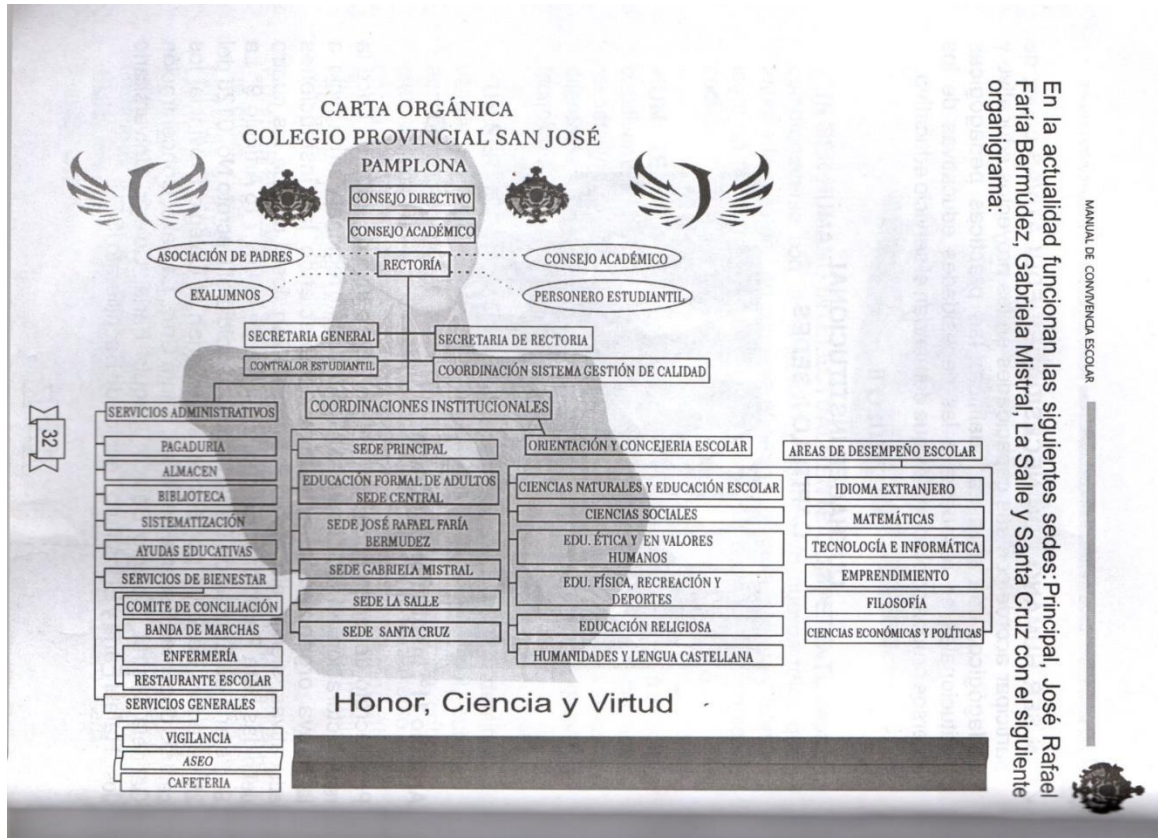 MANUAL DE CONVIVENCIA ESCOLAR
En la actualidad funcionan las siguientes sedes:Principal, José Rafael
Faría Bermúdez, Gabriela Mistral, La Salle y Santa Cruz con el siguiente
organigrama:
CARTA ORGÁNICA
COLEGIO PROVINCIAL SAN JOSÉ
PAMPLONA
CONSEJO DIRECTIVO
CONSEJO ACADÉMICO
ASOCIACIÓN DE PADRES
RECTORÍA
CONSEJO ACADÉMICO
EXALUMNOS
PERSONERO ESTUDIANTIL
SECRETARIA GENERAL
SECRETARIA DE RECTORIA
CONTRALOR ESTUDIANTIL
COORDINACIÓN SISTEMA GESTIÓN DE CALIDAD
SERVICIOS ADMINISTRATIVOS
PAGADURIA
ALMACEN
BIBLIOTECA
SISTEMATIZACIÓN
AYUDAS EDUCATIVAS
SERVICIOS DE BIENESTAR
COMITE DE CONCILIACIÓN
BANDA DE MARCHAS
ENFERMERÍA
RESTAURANTE ESCOLAR
SERVICIOS GENERALES
VIGILANCIA
ASEO
CAFETERIA
COORDINACIONES INSTITUCIONALES
SEDE PRINCIPAL
EDUCACIÓN FORMAL DE ADULTOS
SEDE CENTRAL
SEDE JOSÉ RAFAEL FARÍA
BERMUDEZ
SEDE GABRIELA MISTRAL
SEDE LA SALLE
SEDE SANTA CRUZ
ORIENTACIÓN Y CONCEJERIA ESCOLAR
AREAS DE DESEMPEÑO ESCOLAR
CIENCIAS NATURALES Y EDUCACIÓN ESCOLAR
CIENCIAS SOCIALES
EDU. ÉTICA Y EN VALORES
HUMANOS
EDU. FÍSICA, RECREACIÓN Y
DEPORTES
EDUCACIÓN RELIGIOSA
HUMANIDADES Y LENGUA CASTELLANA
IDIOMA EXTRANJERO
MATEMÁTICAS
TECNOLOGÍA E INFORMÁTICA
EMPRENDIMIENTO
FILOSOFÍA
CIENCIAS ECONÓMICAS Y POLÍTICAS
Honor, Ciencia y Virtud
32